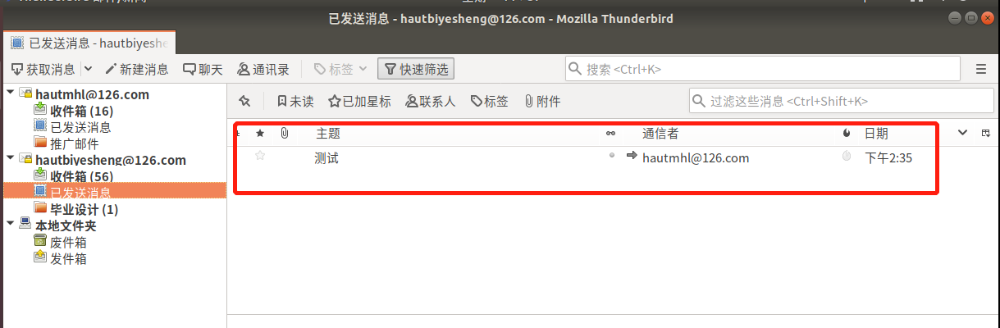 已发送消息 - hautbiyesheng@126.com - Mozilla Thunderbird
已发送消息 - hautbiyeshe
获取消息 新建消息 聊天 通讯录 标签 快速筛选 搜索 <Ctrl+K>
未读 已加星标 联系人 标签 附件 过滤这些消息 <Ctrl+Shift+K>
主题 通信者 日期
测试 hautmhl@126.com 下午2:35
hautmhl@126.com
收件箱 (16)
已发送消息
推广邮件
hautbiyesheng@126.com
收件箱 (56)
已发送消息
毕业设计 (1)
本地文件夹
废件箱
发件箱